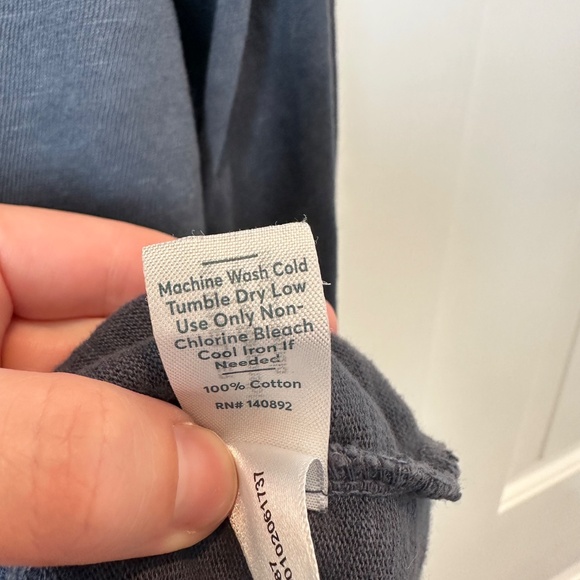 Machine Wash Cold
Tumble Dry Low
Use Only Non-
Chlorine Bleach
Cool Iron If
Needed
100% Cotton
RN# 140892
0102061737